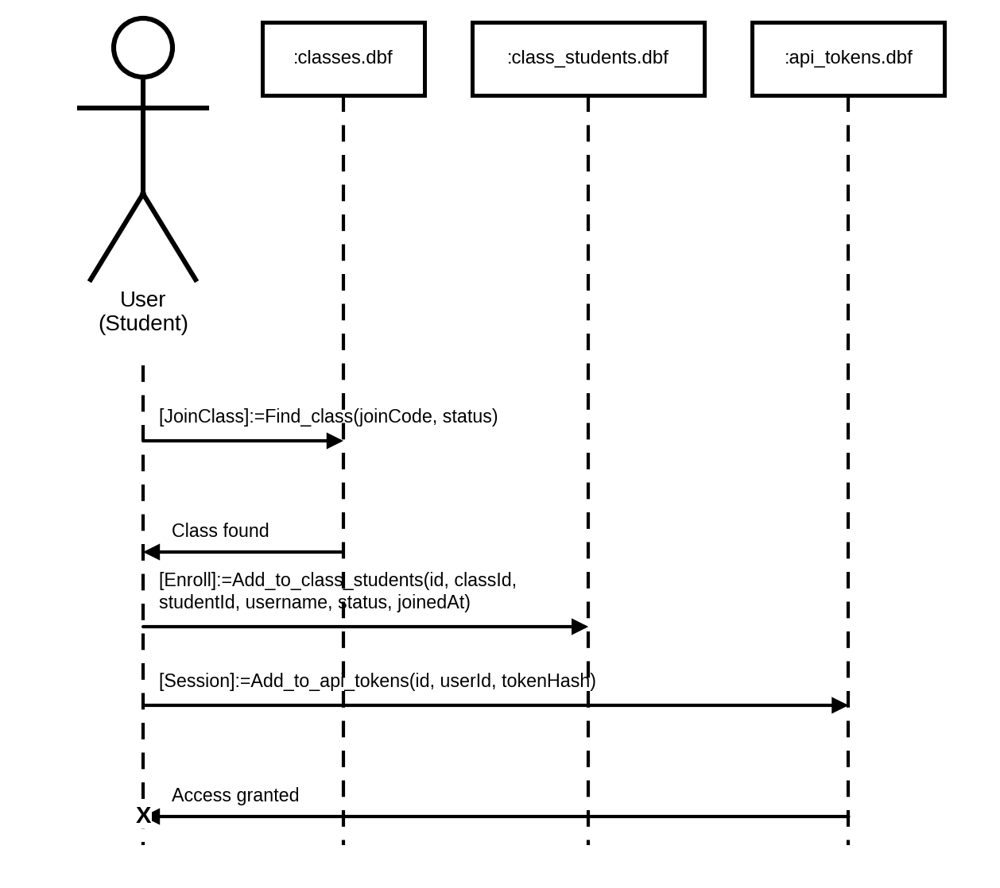 :classes.dbf
:class_students.dbf
:api_tokens.dbf
User
(Student)
[JoinClass]:=Find_class(joinCode, status)
Class found
[Enroll]:=Add_to_class_students(id, classId,
studentId, username, status, joinedAt)
[Session]:=Add_to_api_tokens(id, userId, tokenHash)
Access granted
X